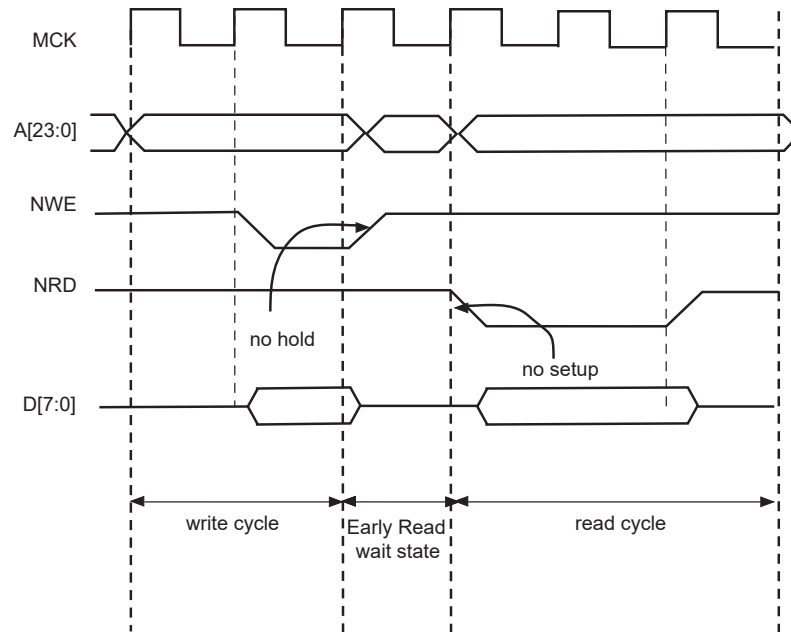 MCK
A[23:0]
NWE
NRD
no hold
no setup
D[7:0]
write cycle
Early Read
wait state
read cycle